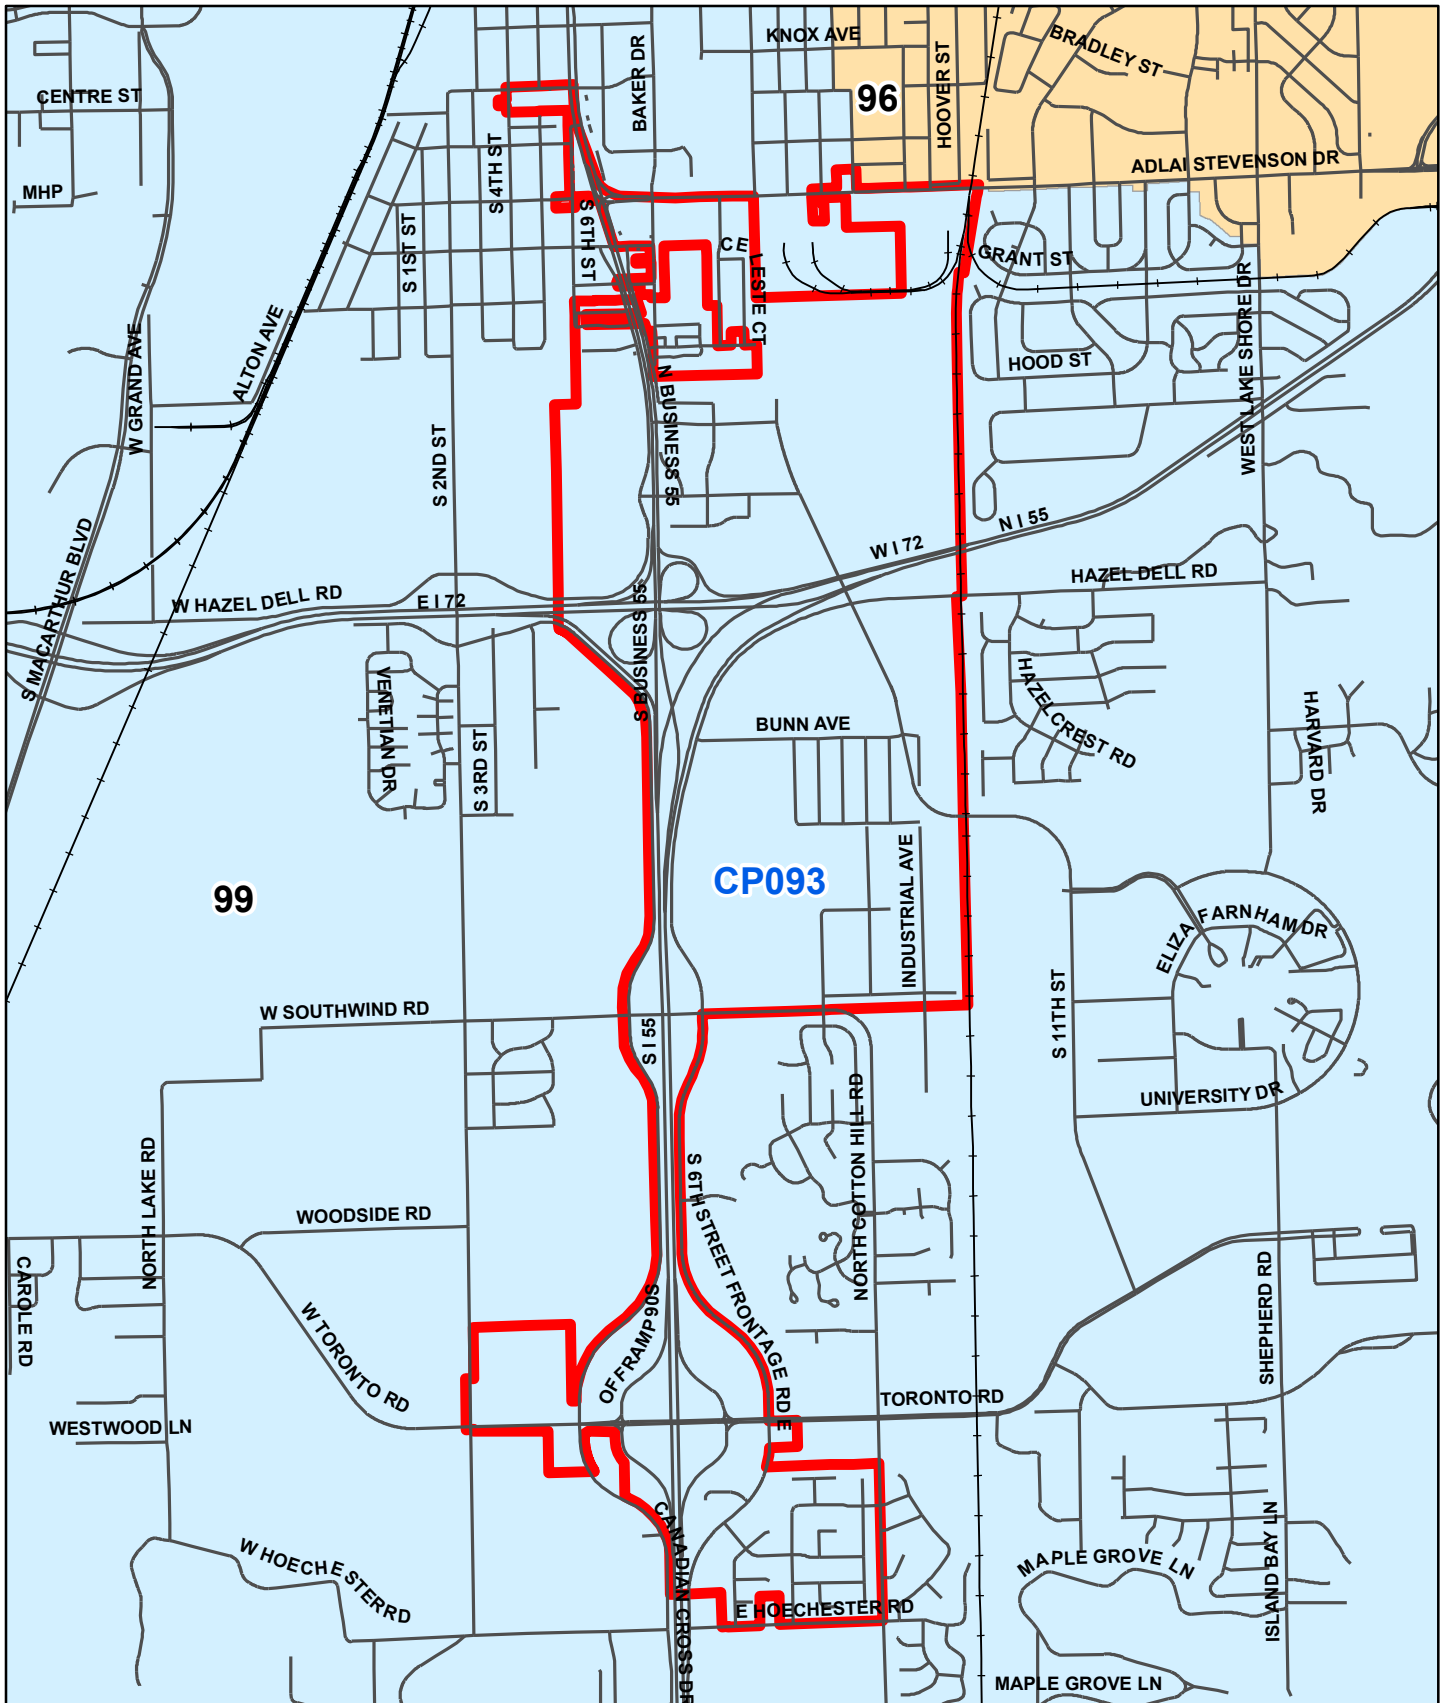 KNOX AVE
BRADLEY ST
CENTRE ST
BAKER DR
96
HOOVER ST
ADLAI STEVENSON DR
MHP
S 4TH ST
S 1ST ST
S 6TH ST
CELESTE CT
GRANT ST
WEST LAKE SHORE DR
W GRAND AVE
ALTON AVE
HOOD ST
N BUSINESS 55
S 2ND ST
N I 55
W I 72
S MACARTHUR BLVD
W HAZEL DELL RD
E I 72
HAZEL DELL RD
S BUSINESS 55
VENETIAN DR
HAZELCREST RD
HARVARD DR
BUNN AVE
S 3RD ST
CP093
99
INDUSTRIAL AVE
ELIZA FARNHAM DR
W SOUTHWIND RD
S I 55
S 11TH ST
UNIVERSITY DR
NORTH COTTON HILL RD
NORTH LAKE RD
S 6TH STREET FRONTAGE RD E
WOODSIDE RD
CAROLE RD
SHEPHERD RD
W TORONTO RD
OFFRAMP90S
TORONTO RD
WESTWOOD LN
CANADIAN CROSS DR
W HOECHESTER RD
MAPLE GROVE LN
ISLAND BAY LN
E HOECHESTER RD
MAPLE GROVE LN